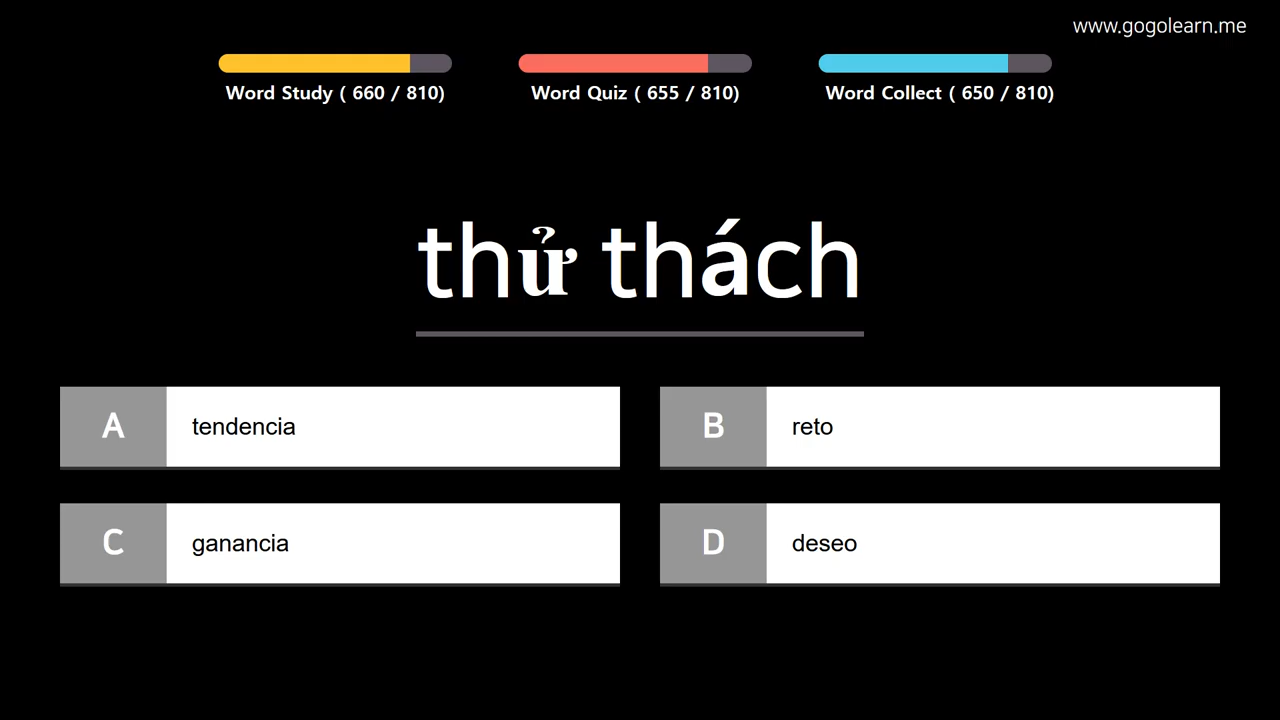 www.gogolearn.me
Word Study ( 660 / 810)
Word Quiz ( 655 / 810)
Word Collect ( 650 / 810)
thử thách
A tendencia
B reto
C ganancia
D deseo